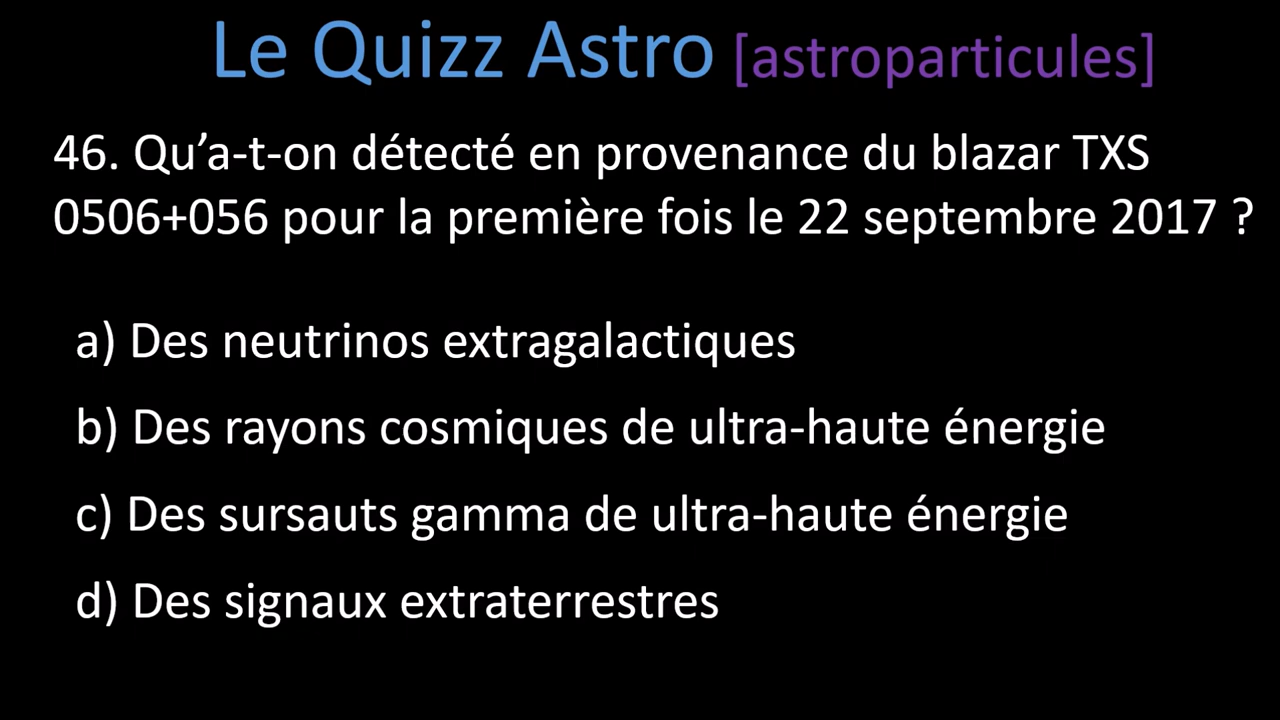 Le Quizz Astro [astroparticules]
46. Qu’a-t-on détecté en provenance du blazar TXS
0506+056 pour la première fois le 22 septembre 2017 ?
a) Des neutrinos extragalactiques
b) Des rayons cosmiques de ultra-haute énergie
c) Des sursauts gamma de ultra-haute énergie
d) Des signaux extraterrestres